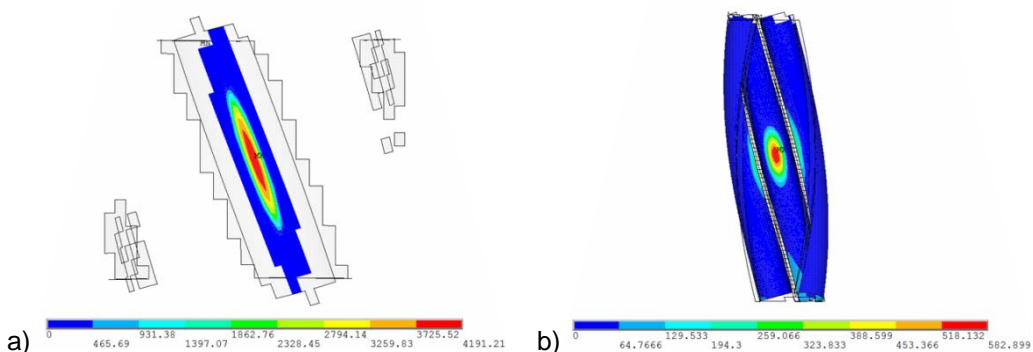 MN
MX
0 931.38 1862.76 2794.14 3725.52
465.69 1397.07 2328.45 3259.83 4191.21
a)
0 129.533 259.066 388.599 518.132
64.7666 194.3 323.833 453.366 582.899
b)